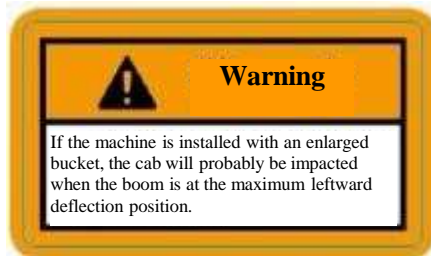 Warning
If the machine is installed with an enlarged
bucket, the cab will probably be impacted
when the boom is at the maximum leftward
deflection position.